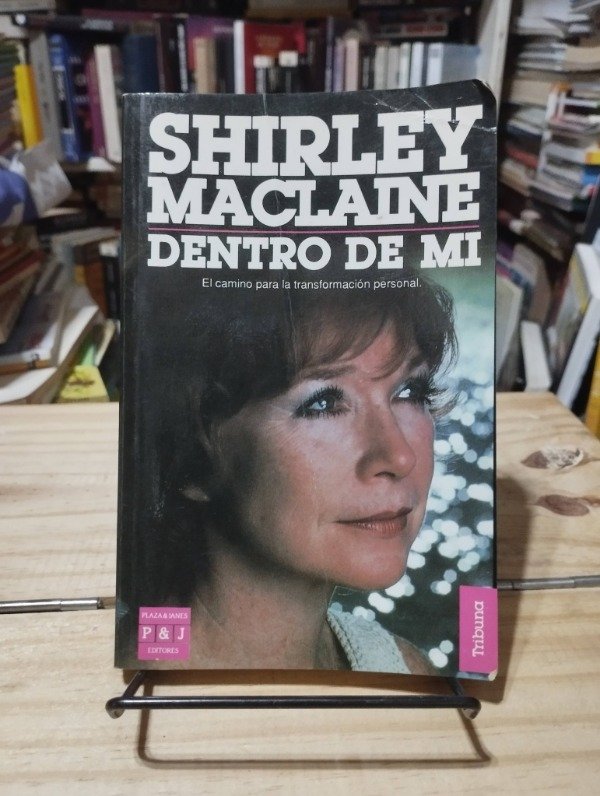 SHIRLEY
MACLAINE
DENTRO DE MI
El camino para la transformación personal.
PLAZA & JANES
P & J
EDITORES
Tribuna